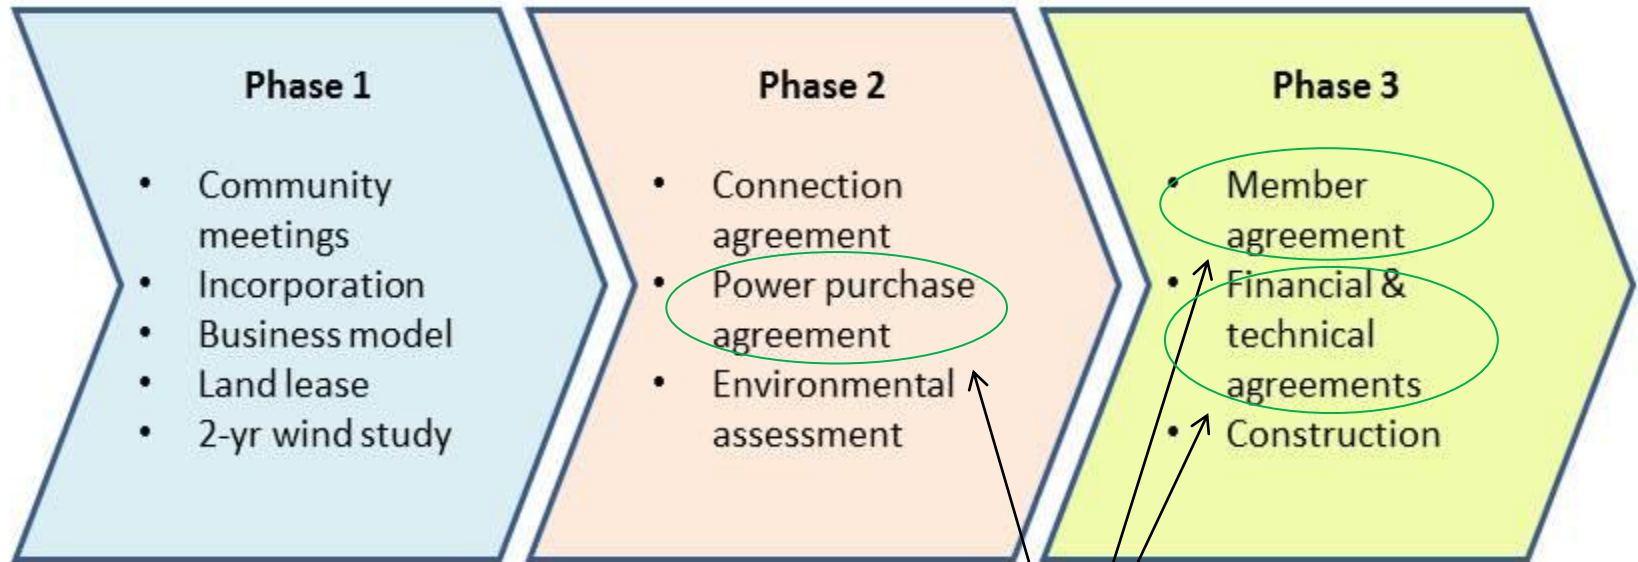 Phase 1
• Community
meetings
• Incorporation
• Business model
• Land lease
• 2-yr wind study
Phase 2
• Connection
agreement
• Power purchase
agreement
• Environmental
assessment
Phase 3
• Member
agreement
• Financial &
technical
agreements
• Construction